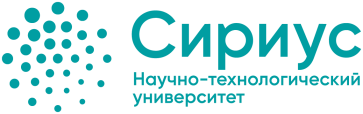 Сириус
Научно-технологический
университет